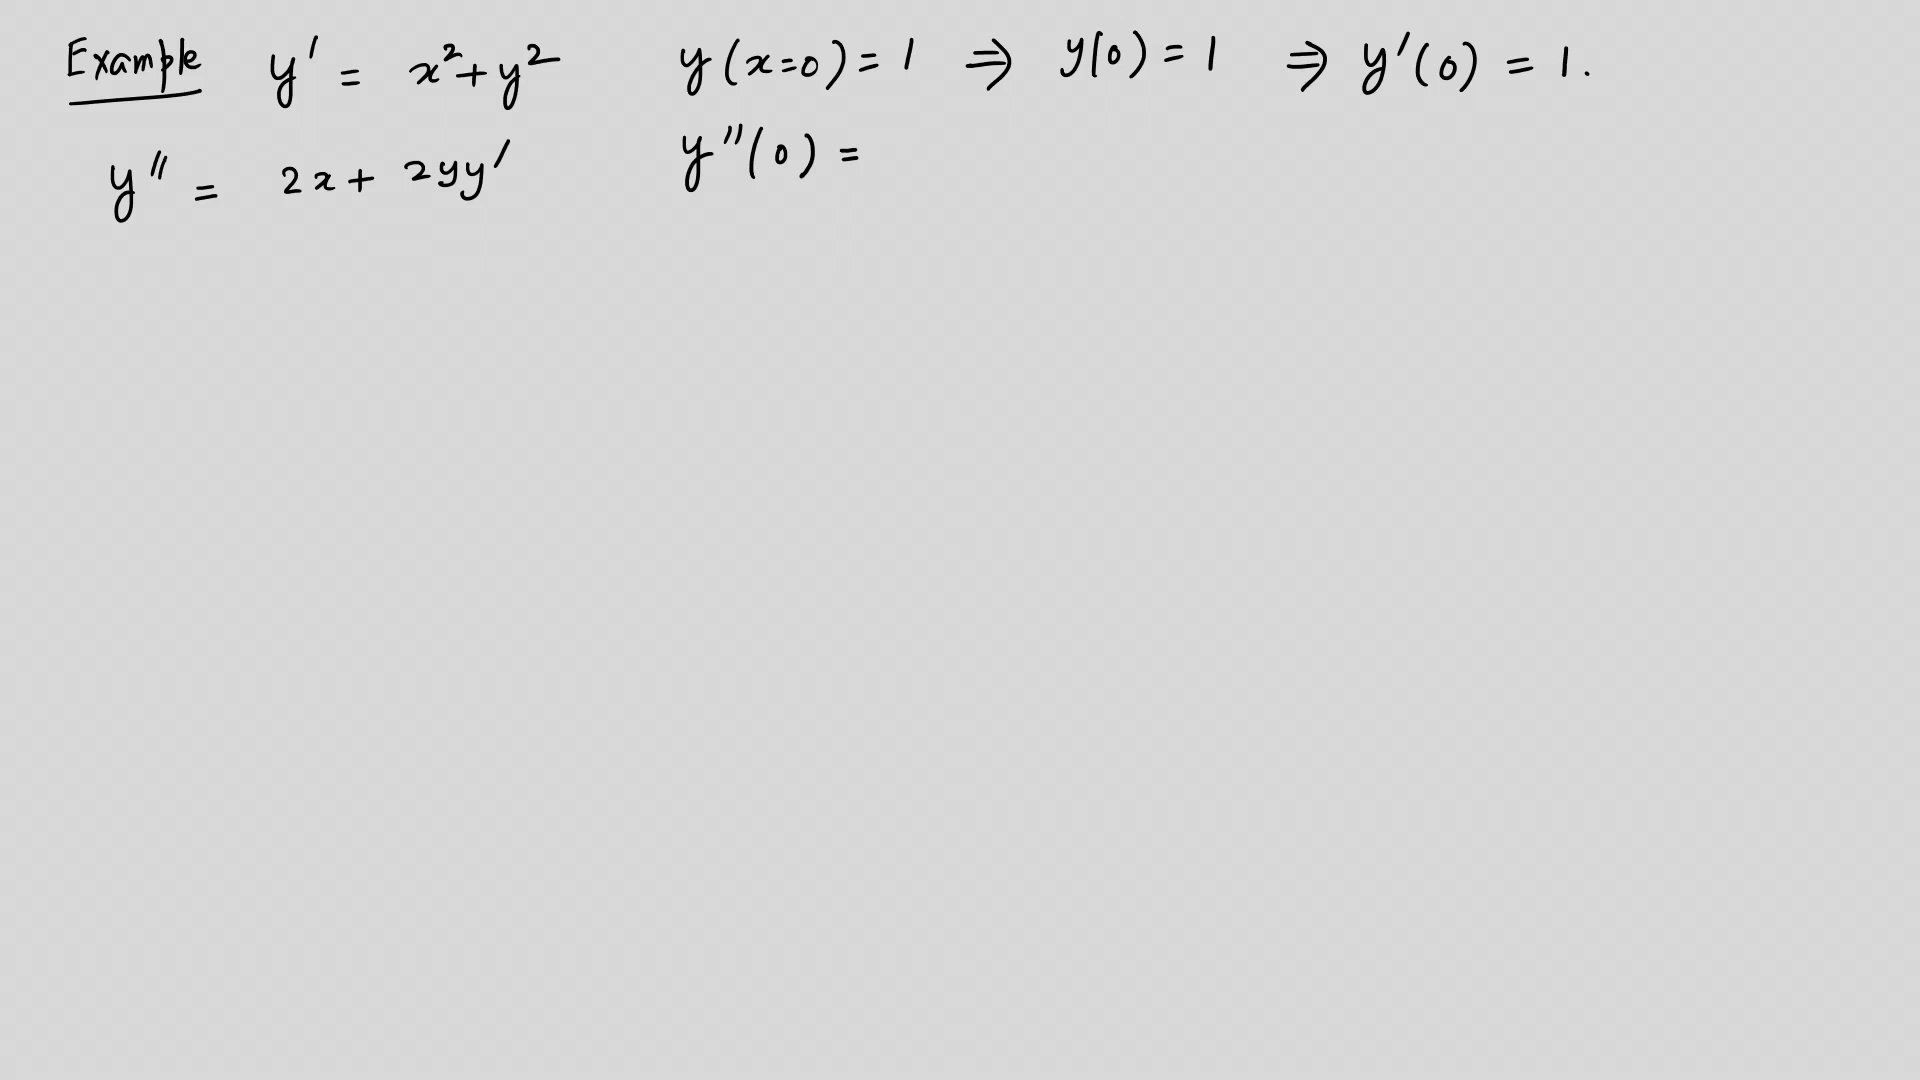 Example y' = x²+y² y(x=0) = 1 ⇒ y(0) = 1 ⇒ y'(0) = 1.
y'' = 2x + 2yy' y''(0) =